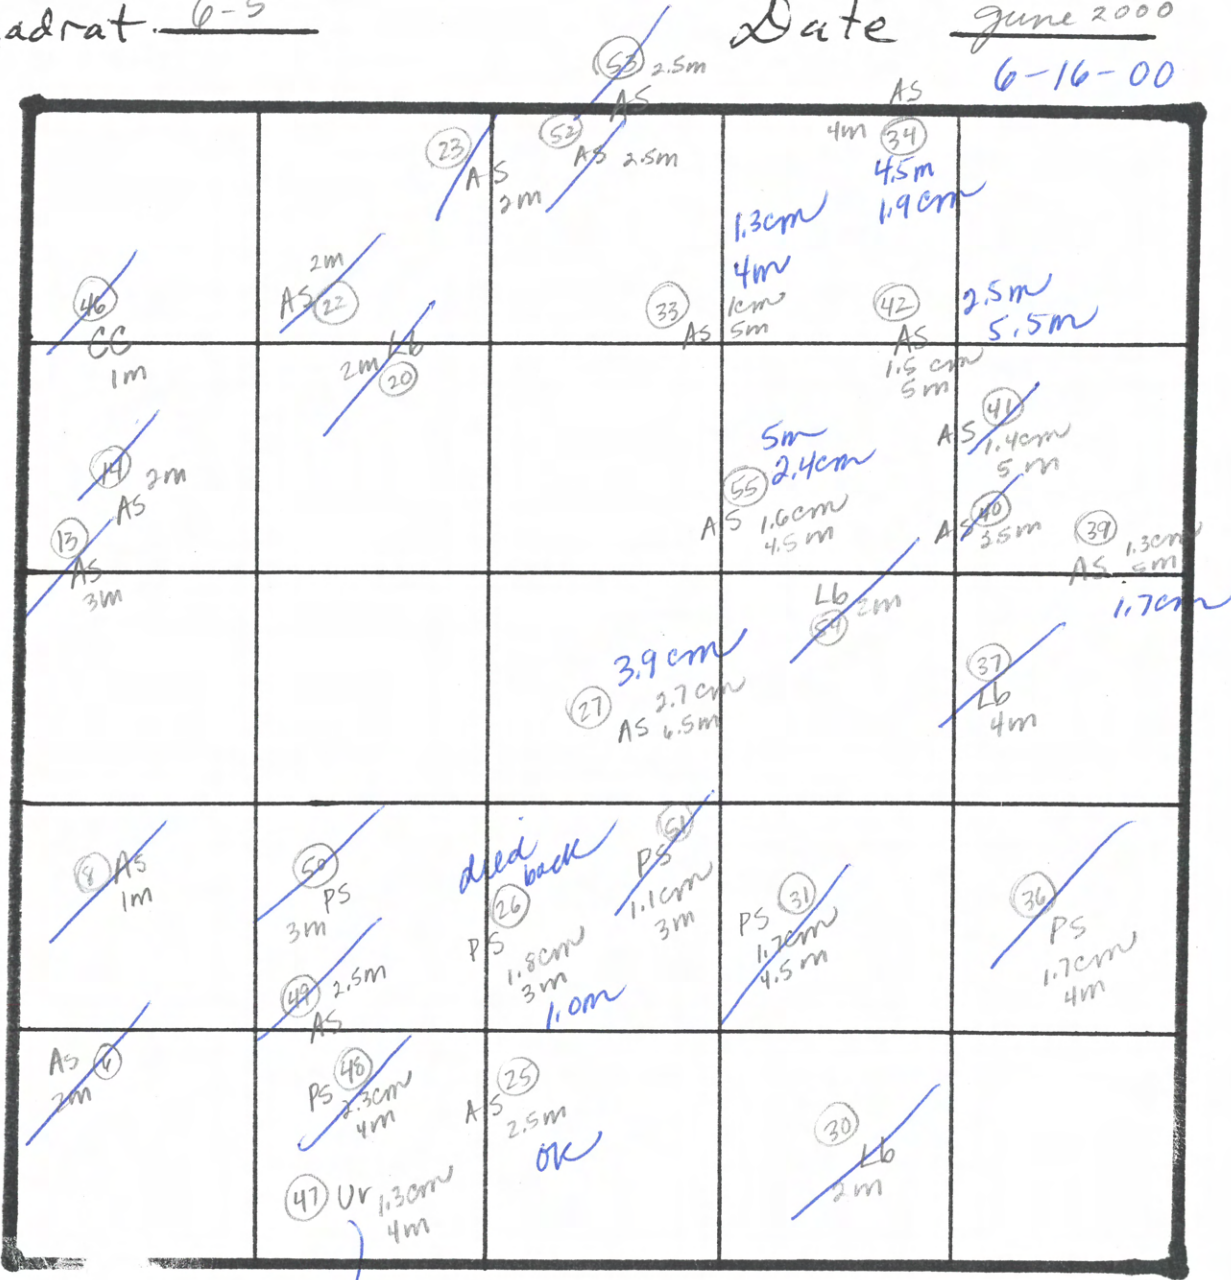 adrat 6-5
Date June 2000
6-16-00
53 2.5m
AS
AS
4m 34
4.5m
1.9cm
23
AS
2m
52
AS 2.5m
1.3cm
4m
1cm
5m
33
AS
42
AS
1.5 cm
5m
2.5m
5.5m
46
CC
1m
2m
AS 22
2m Lb
20
14 2m
AS
13
AS
3m
5m
2.4cm
55
AS 1.6cm
4.5m
41
AS 1.4cm
5m
40
AS
3.5m
39 1.3cm
AS 5m
1.7cm
Lb 2m
37
Lb
4m
3.9cm
27 2.7cm
AS 6.5m
8 AS
1m
50
PS
3m
49 2.5m
AS
died
back
26
PS
1.8cm
3m
1.0m
51
PS
1.1cm
3m
PS 31
1.7cm
4.5m
36
PS
1.7cm
4m
AS 6
2m
48
PS 2.3cm
4m
25
AS
2.5m
OK
30
Lb
2m
47 Ur 1.3cm
4m